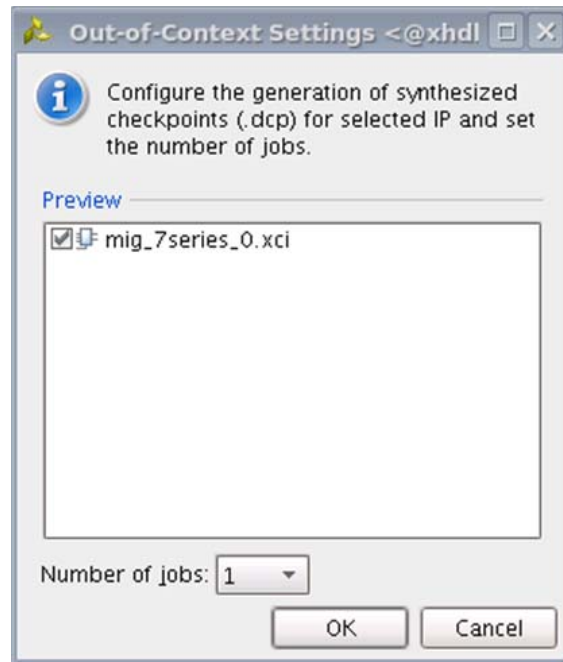 Out-of-Context Settings <@xhdl
Configure the generation of synthesized
checkpoints (.dcp) for selected IP and set
the number of jobs.
Preview
mig_7series_0.xci
Number of jobs: 1
OK Cancel